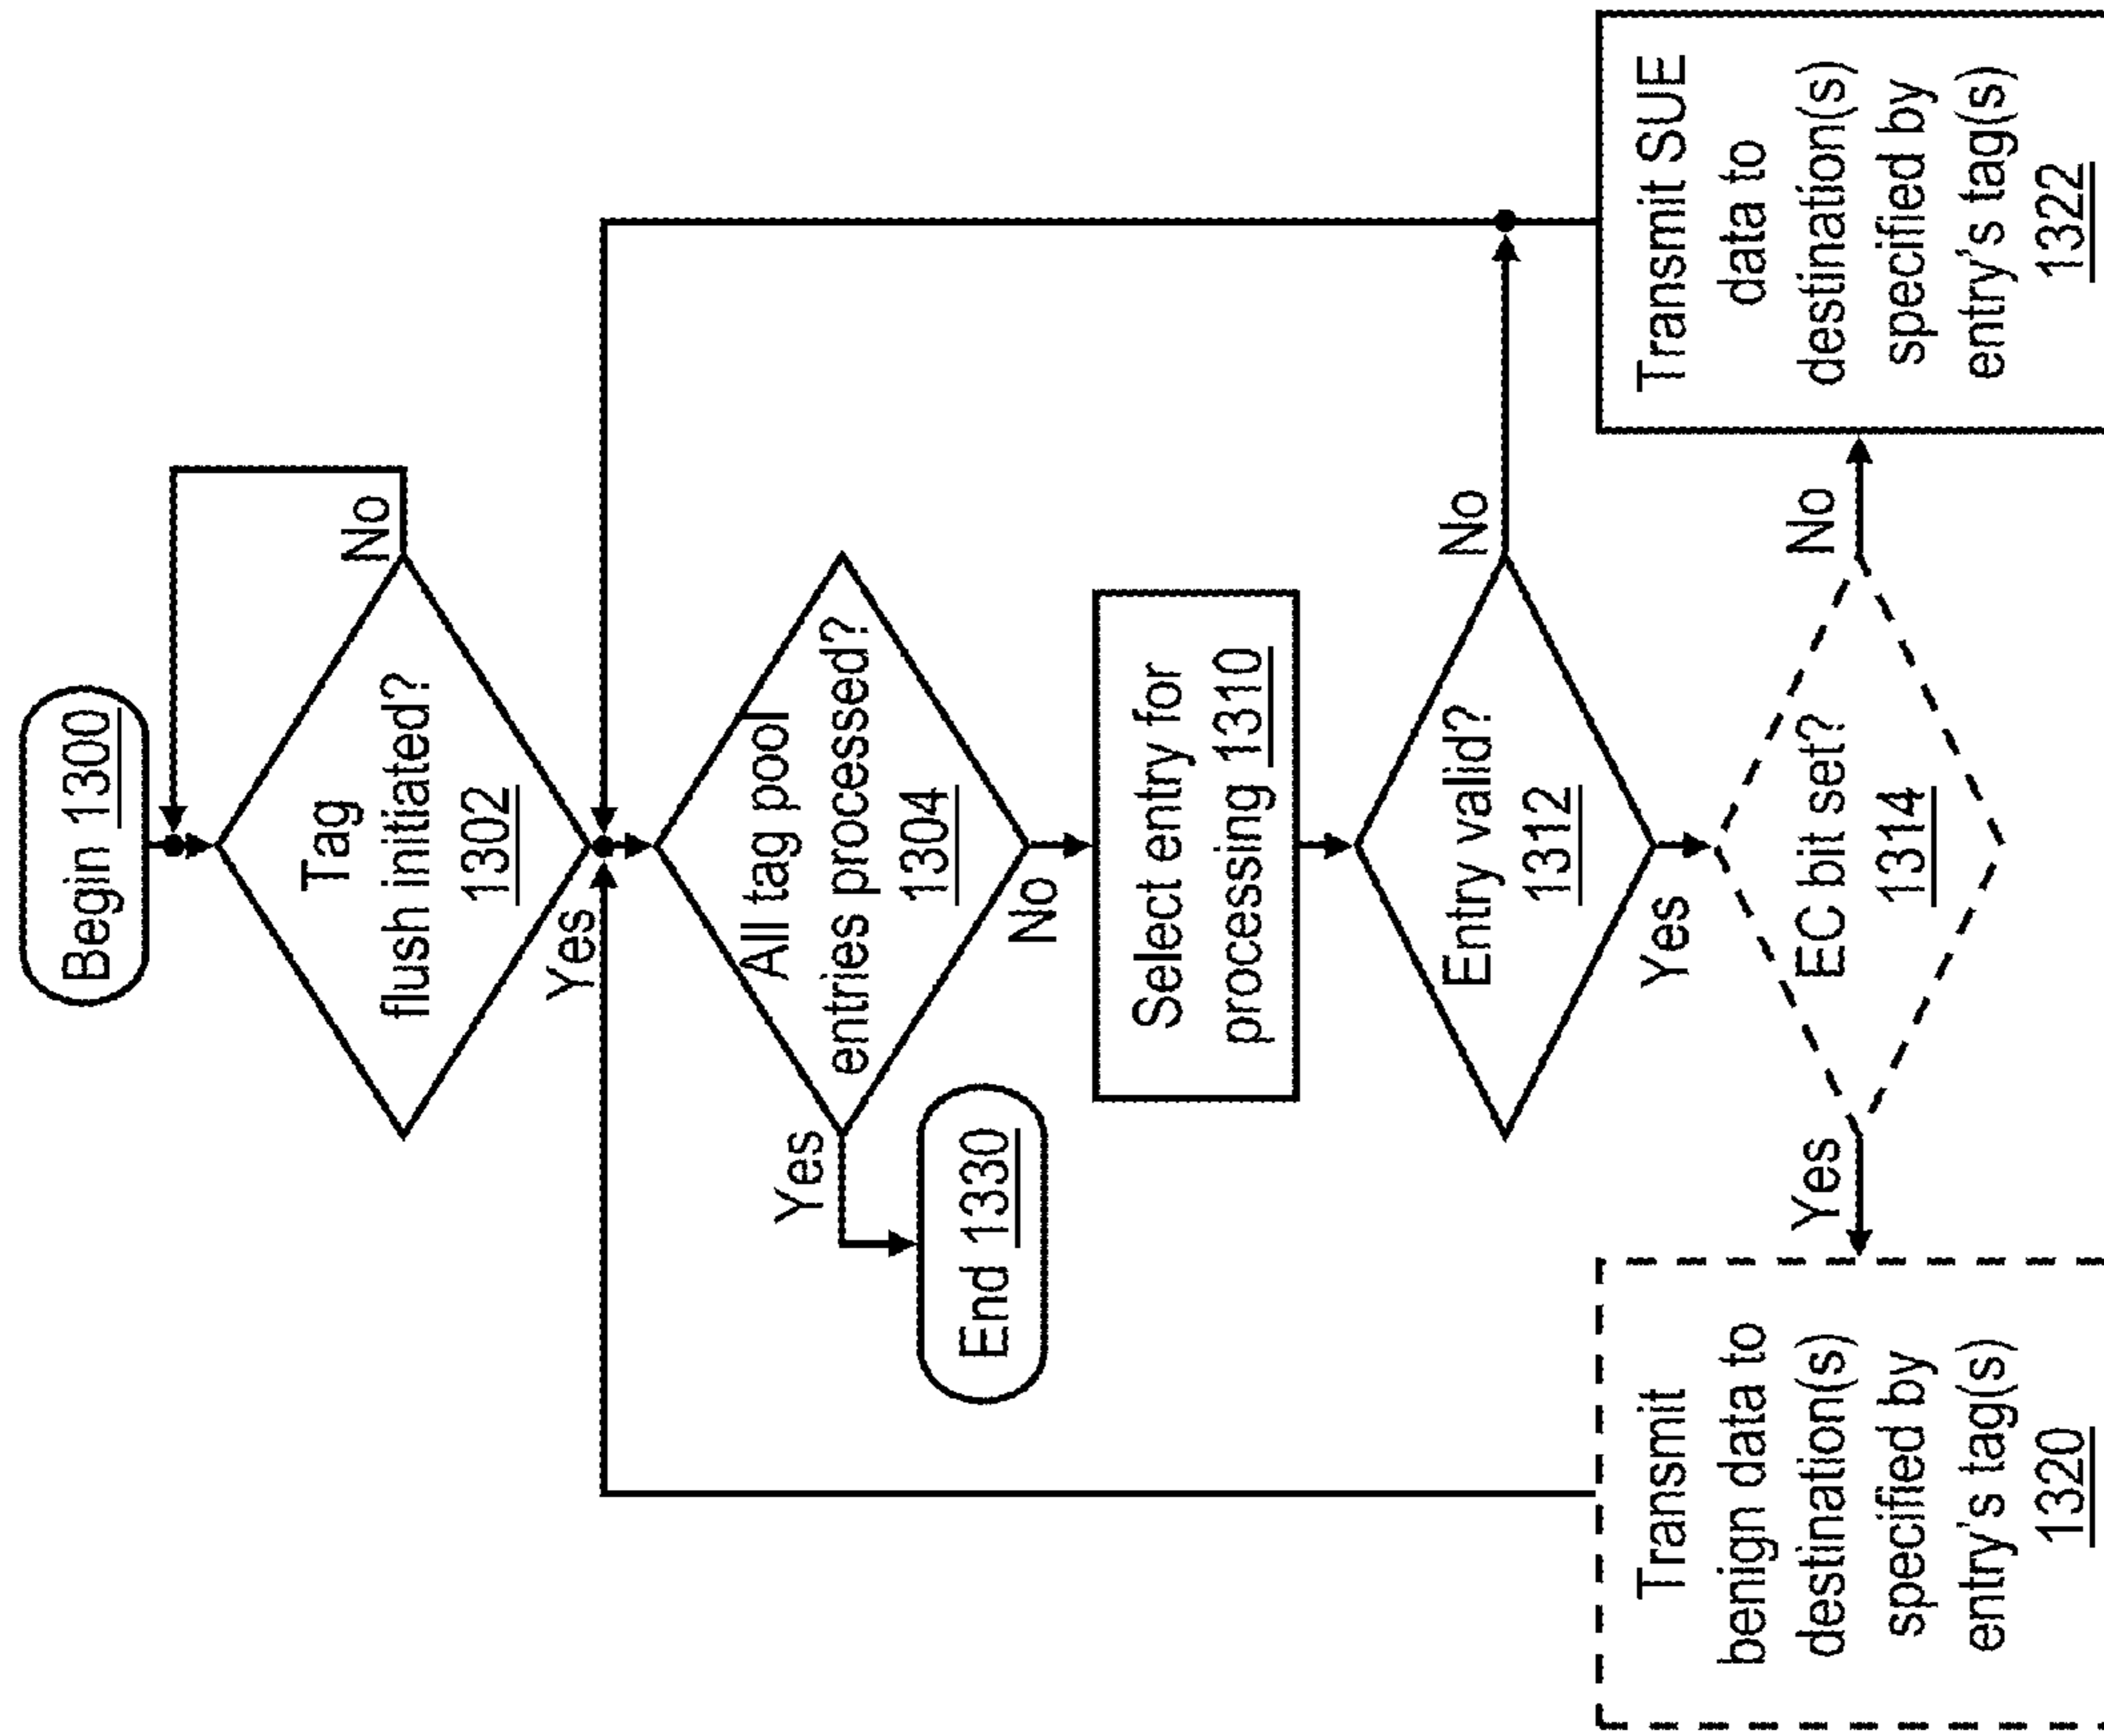 Begin 1300
Tag
flush initiated?
1302
No
Yes
All tag pool
entries processed?
1304
Yes
No
End 1330
Select entry for
processing 1310
Entry valid?
1312
No
Yes
EC bit set?
1314
Yes
No
Transmit
benign data to
destination(s)
specified by
entry's tag(s)
1320
Transmit SUE
data to
destination(s)
specified by
entry's tag(s)
1322